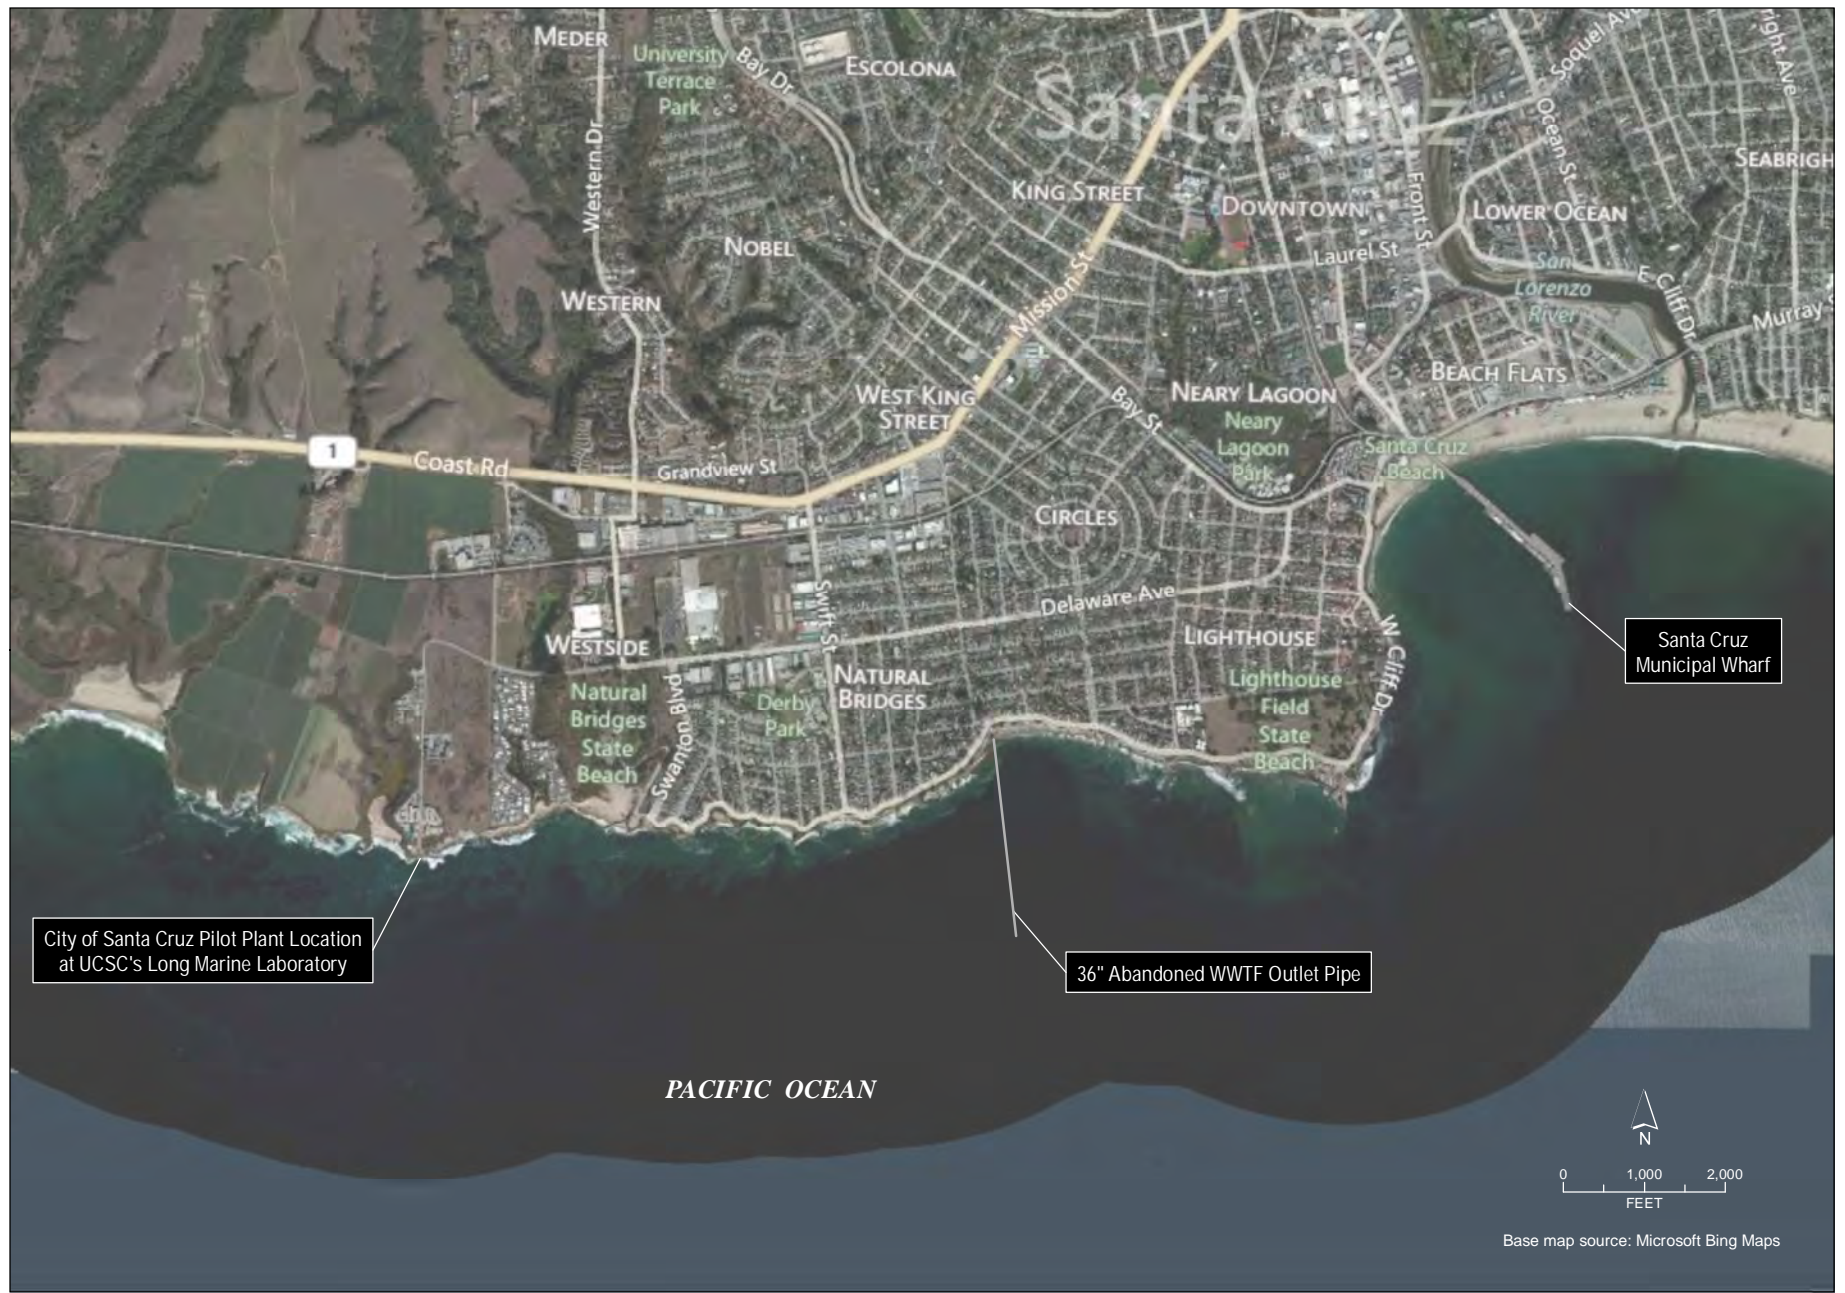 MEDER
University
Terrace
Park
Bay Dr
ESCOLONA
Santa Cruz
Soquel Av
right Ave
Ocean St
SEABRIGH
Western Dr
KING STREET
DOWNTOWN
Front St
LOWER OCEAN
NOBEL
Laurel St
San
Lorenzo
River
E Cliff Dr
Murray
WESTERN
Mission St
BEACH FLATS
WEST KING
STREET
Bay St
NEARY LAGOON
Neary
Lagoon
Park
Santa Cruz
Beach
1
Coast Rd
Grandview St
CIRCLES
Swift St
Delaware Ave
WESTSIDE
LIGHTHOUSE
W Cliff Dr
Santa Cruz
Municipal Wharf
Natural
Bridges
State
Beach
Swanton Blvd
Derby
Park
NATURAL
BRIDGES
Lighthouse
Field
State
Beach
City of Santa Cruz Pilot Plant Location
at UCSC's Long Marine Laboratory
36" Abandoned WWTF Outlet Pipe
PACIFIC OCEAN
N
0 1,000 2,000
FEET
Base map source: Microsoft Bing Maps